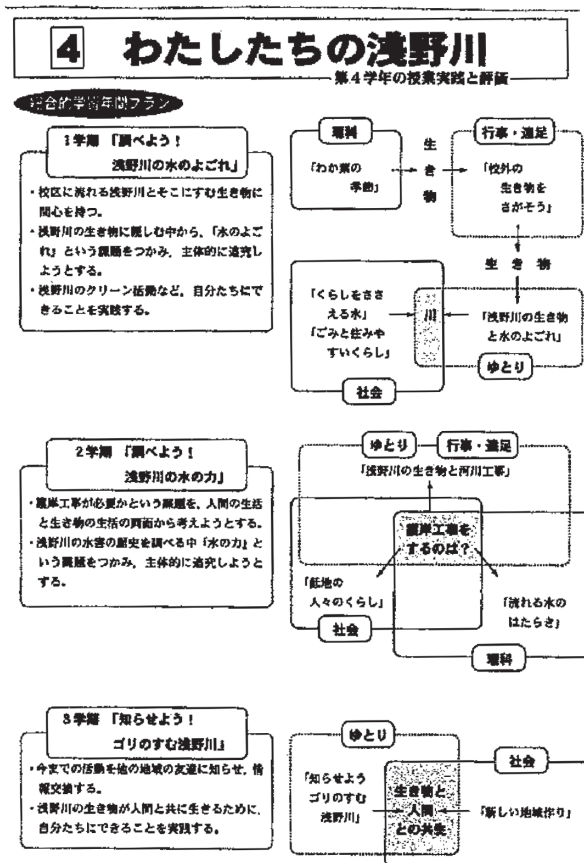 4 わたしたちの浅野川
第4学年の授業実践と評価
総合的学習年間プラン
1学期 「調べよう!
浅野川の水のよごれ」
・校区に流れる浅野川とそこにすむ生き物に
関心を持つ。
・浅野川の生き物に親しむ中から、「水のよご
れ」という課題をつかみ、主体的に追究し
ようとする。
・浅野川のクリーン活動など、自分たちにで
きることを実践する。
理科
「わか葉の
季節」
生き物
行事・遠足
「校外の
生き物を
さがそう」
生き物
「くらしをささ
える水」
「ごみと住みや
すいくらし」
川
「浅野川の生き物
と水のよごれ」
ゆとり
社会
2学期 「調べよう!
浅野川の水の力」
・護岸工事が必要かという課題を、人間の生活
と生き物の生活の両面から考えようとする。
・浅野川の水害の歴史を調べる中「水の力」と
いう課題をつかみ、主体的に追究しようと
する。
ゆとり
行事・遠足
「浅野川の生き物と河川工事」
護岸工事を
するのは?
「低地の
人々のくらし」
社会
「流れる水の
はたらき」
理科
3学期 「知らせよう!
ゴリのすむ浅野川」
・今までの活動を他の地域の友達に知らせ、情
報交換する。
・浅野川の生き物が人間と共に生きるために、
自分たちにできることを実践する。
ゆとり
社会
「知らせよう
ゴリのすむ
浅野川」
生き物と
人間
との共生
「新しい地域作り」